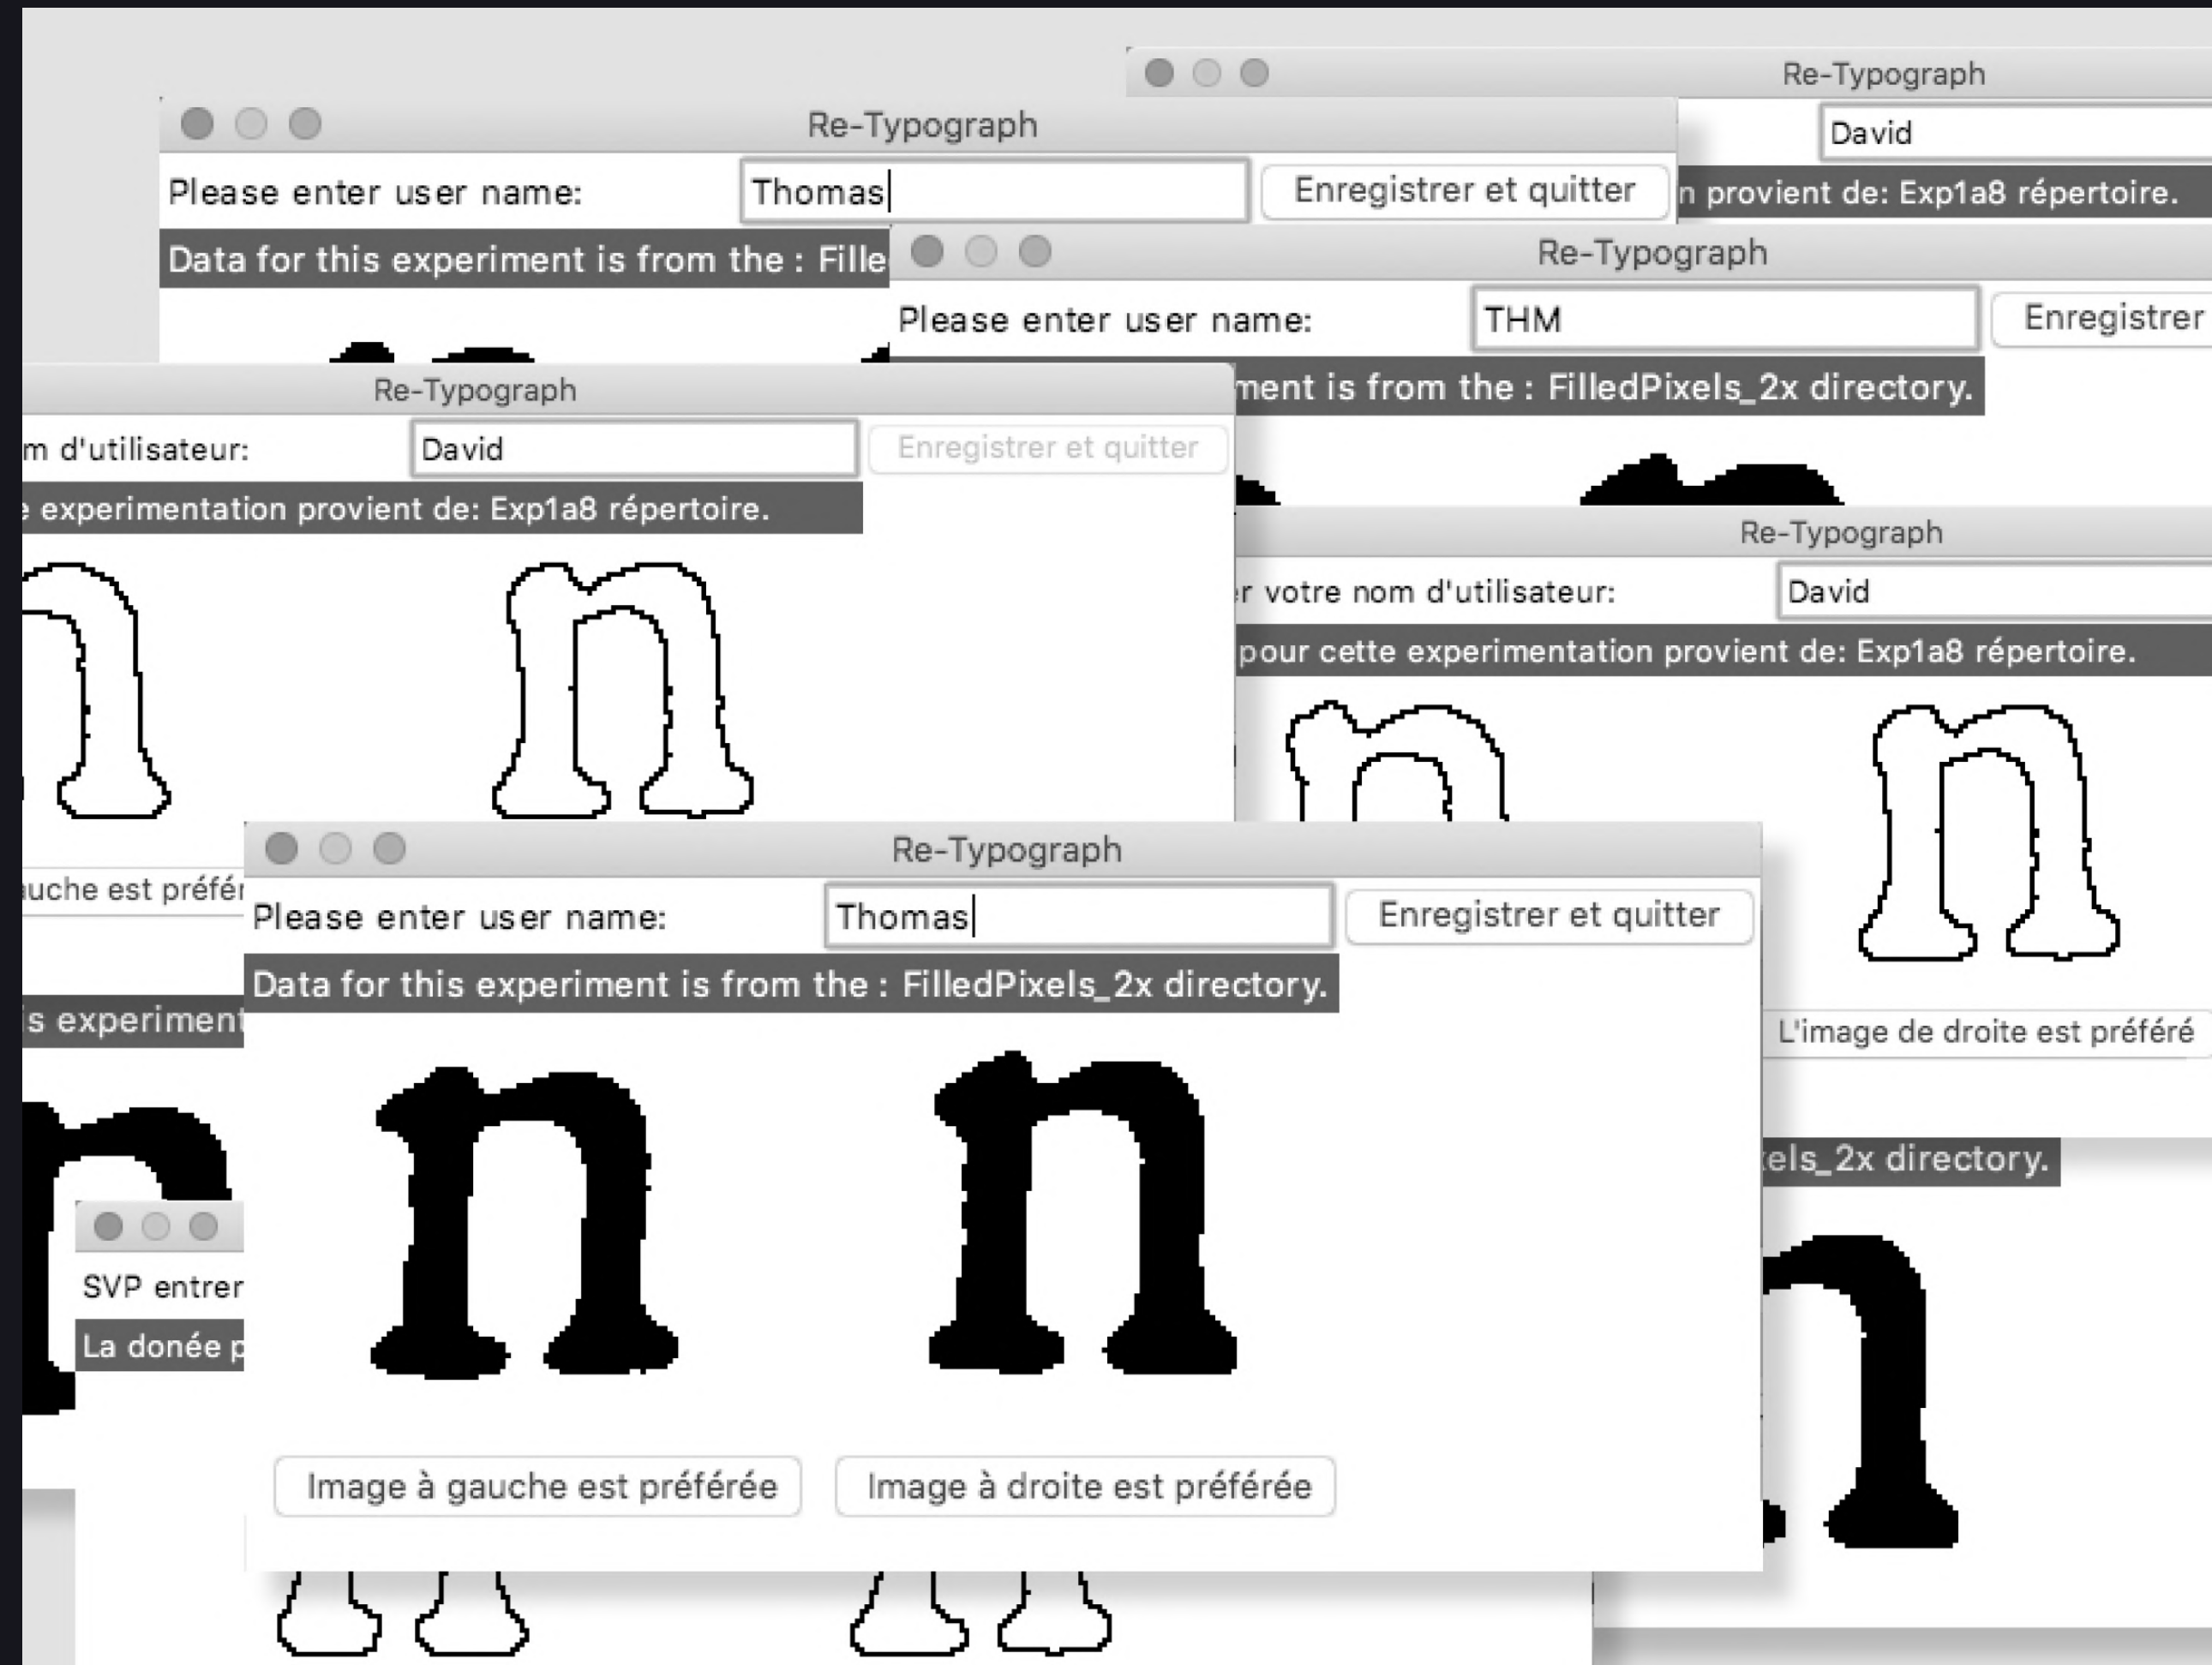 Re-Typograph
David
n provient de: Exp1a8 répertoire.
Re-Typograph
Please enter user name: Thomas Enregistrer et quitter
Data for this experiment is from the : Fille
Re-Typograph
Please enter user name: THM Enregistrer
ment is from the : FilledPixels_2x directory.
Re-Typograph
m d'utilisateur: David Enregistrer et quitter
e experimentation provient de: Exp1a8 répertoire.
n n
auche est préfér
Re-Typograph
er votre nom d'utilisateur: David
pour cette experimentation provient de: Exp1a8 répertoire.
n n
L'image de droite est préféré
Re-Typograph
Please enter user name: Thomas Enregistrer et quitter
Data for this experiment is from the : FilledPixels_2x directory.
n n
Image à gauche est préférée Image à droite est préférée
is experiment
n
xels_2x directory.
n
SVP entrer
La donée p